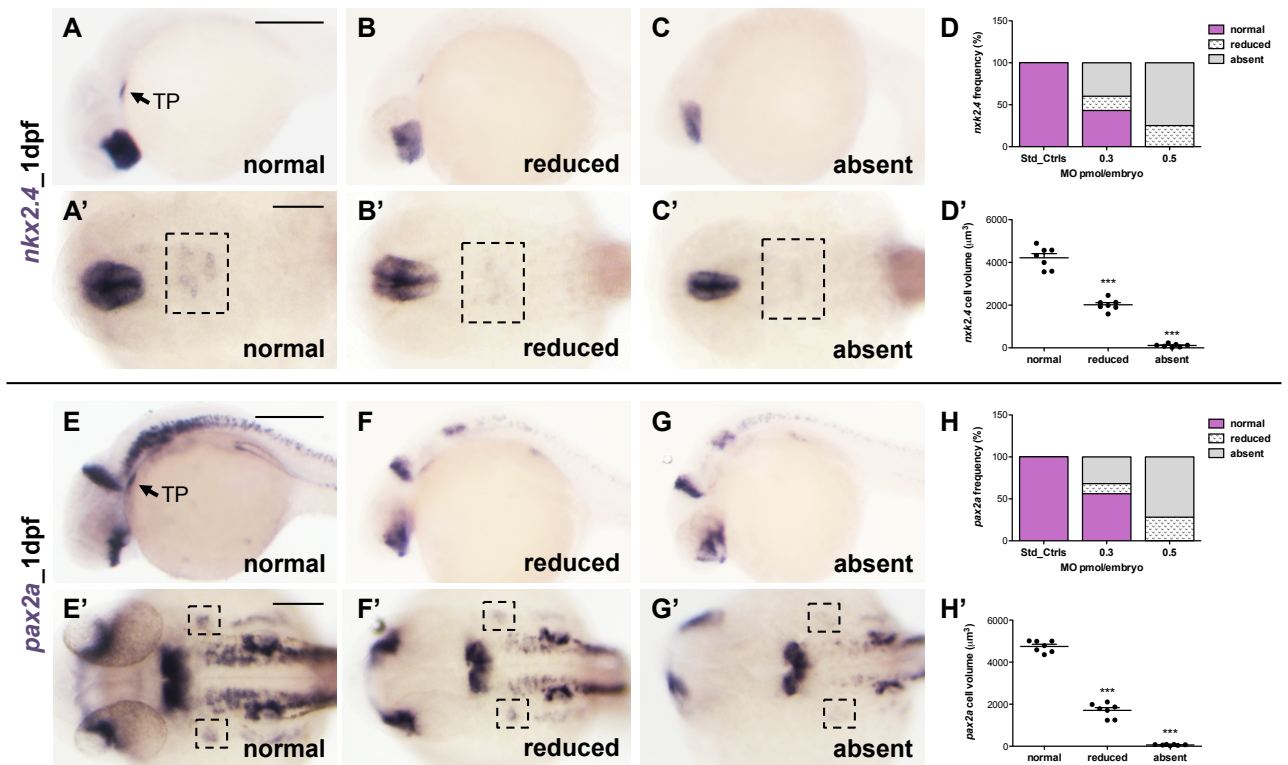 nkx2.4_1dpf
A
TP
normal
B
reduced
C
absent
D
nxk2.4 frequency (%)
150
100
50
0
Std_Ctrls
0.3
0.5
MO pmol/embryo
normal
reduced
absent
A'
normal
B'
reduced
C'
absent
D'
nxk2.4 cell volume (µm³)
6000
4000
2000
0
***
***
normal
reduced
absent
pax2a_1dpf
E
TP
normal
F
reduced
G
absent
H
pax2a frequency (%)
150
100
50
0
Std_Ctrls
0.3
0.5
MO pmol/embryo
normal
reduced
absent
E'
normal
F'
reduced
G'
absent
H'
pax2a cell volume (µm³)
6000
4000
2000
0
***
***
normal
reduced
absent